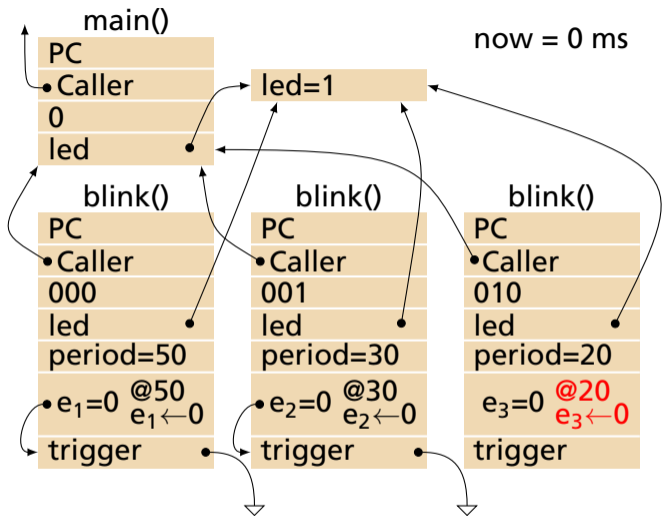 main()
now = 0 ms
PC
Caller
0
led
led=1
blink()
PC
Caller
000
led
period=50
e₁=0 @50
e₁←0
trigger
blink()
PC
Caller
001
led
period=30
e₂=0 @30
e₂←0
trigger
blink()
PC
Caller
010
led
period=20
e₃=0 @20
e₃←0
trigger